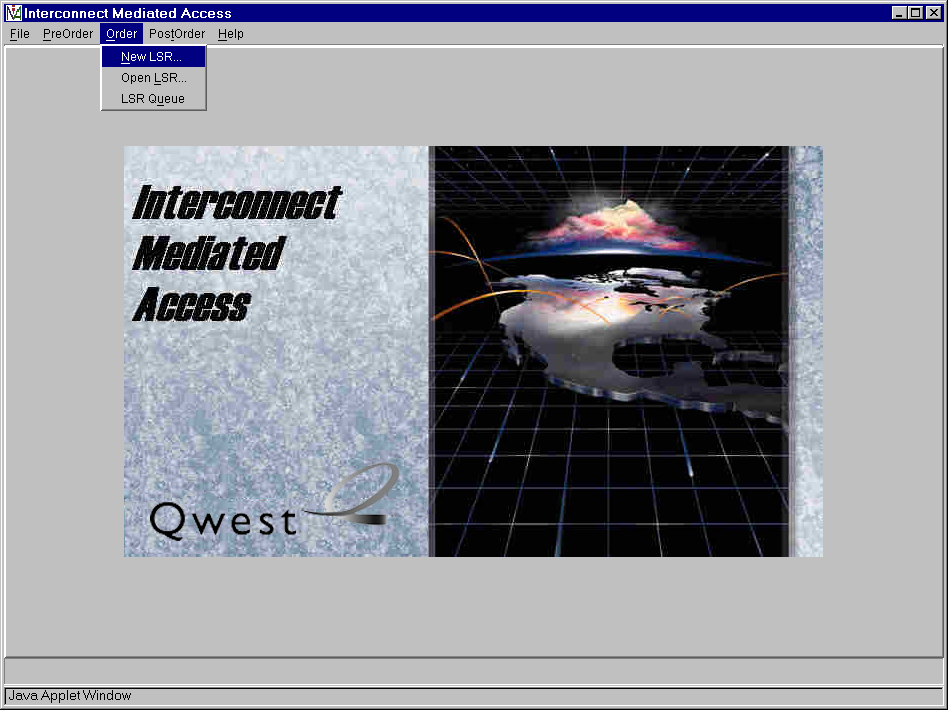 Interconnect Mediated Access
File PreOrder Order PostOrder Help
New LSR...
Open LSR...
LSR Queue
Interconnect
Mediated
Access
Qwest
Java Applet Window